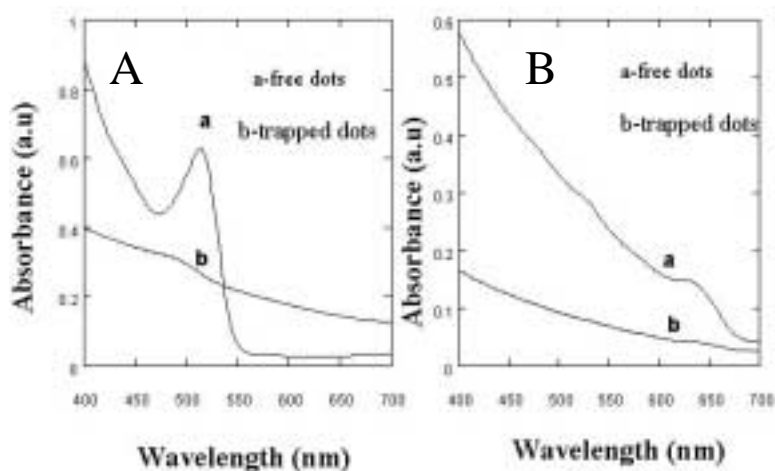 A
a-free dots
b-trapped dots
a
b
Absorbance (a.u)
1
0.8
0.6
0.4
0.2
0
400 450 500 550 600 650 700
Wavelength (nm)
B
a-free dots
b-trapped dots
a
b
Absorbance (a.u)
0.6
0.5
0.4
0.3
0.2
0.1
0
400 450 500 550 600 650 700
Wavelength (nm)